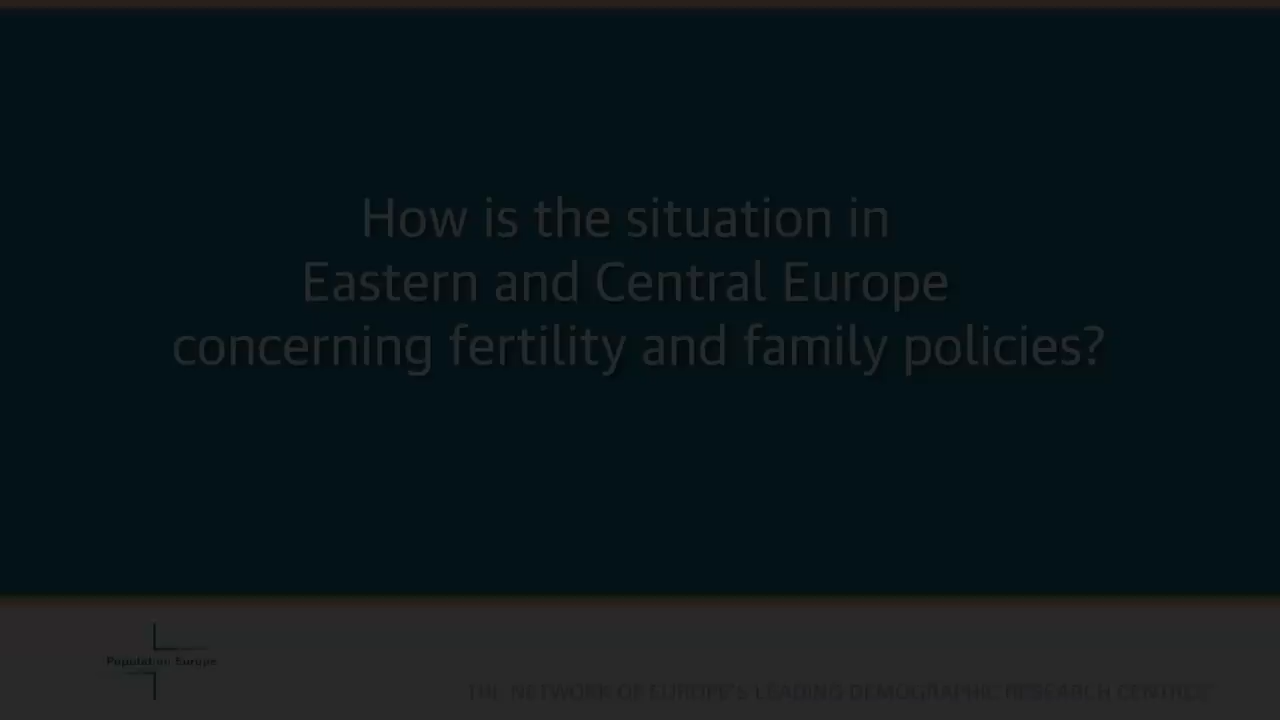 How is the situation in
Eastern and Central Europe
concerning fertility and family policies?
Population Europe
THE NETWORK OF EUROPE'S LEADING DEMOGRAPHIC RESEARCH CENTRES